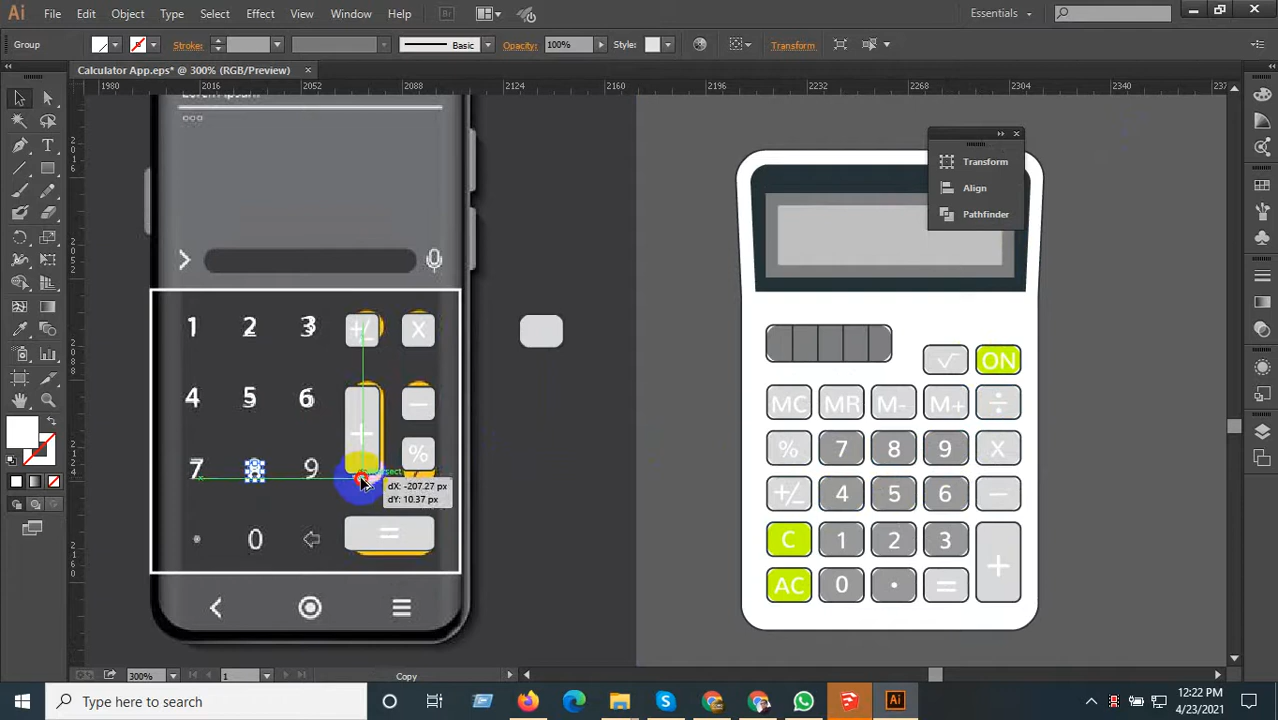 Ai File Edit Object Type Select Effect View Window Help Br Essentials
Group Stroke: Basic Opacity: 100% Style: Transform
Calculator App.eps* @ 300% (RGB/Preview) ×
1980 2016 2052 2088 2124 2160 2196 2232 2268 2304 2340
Transform
Align
Pathfinder
1 2 3 +/- X
√ ON
4 5 6 −
MC MR M- M+ ÷
+
% 7 8 9 X
7 8 9 %
dX: -207.27 px
dY: 10.37 px
+/- 4 5 6 −
0 =
C 1 2 3 +
AC 0 · =
300% 1 Copy
Type here to search
12:22 PM
4/23/2021